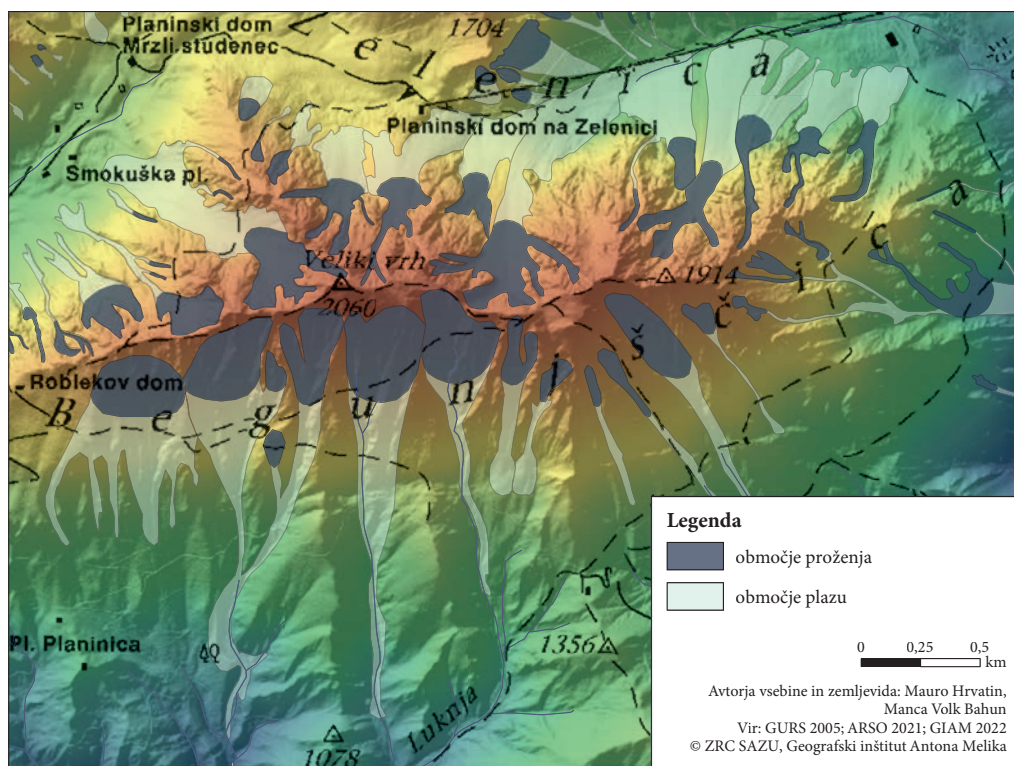 Planinski dom
Mrzli studenec
1704
Zelenica
Planinski dom na Zelenici
Smokuška pl.
Veliki vrh
2060
1914
Roblekov dom
Begunjščica
Pl. Planinica
1356
Luknja
1078
Legenda
območje proženja
območje plazu
0 0,25 0,5
km
Avtorja vsebine in zemljevida: Mauro Hrvatin,
Manca Volk Bahun
Vir: GURS 2005; ARSO 2021; GIAM 2022
© ZRC SAZU, Geografski inštitut Antona Melika